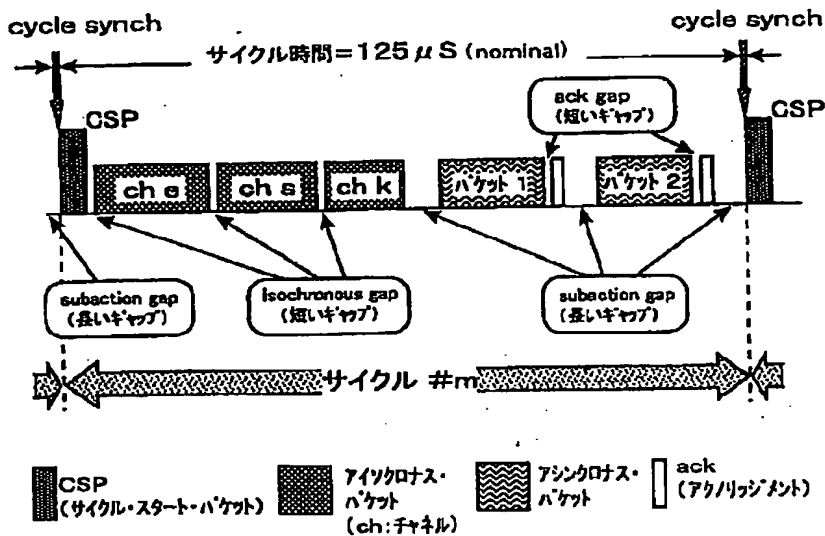 cycle synch
cycle synch
サイクル時間=125μS (nominal)
CSP
ack gap
(短いギャップ)
CSP
ch e
ch s
ch k
パケット 1
パケット 2
subaction gap
(長いギャップ)
isochronous gap
(短いギャップ)
subaction gap
(長いギャップ)
サイクル #m
CSP
(サイクル・スタート・パケット)
アイソクロナス・
パケット
(ch:チャネル)
アシンクロナス・
パケット
ack
(アクノリッジメント)